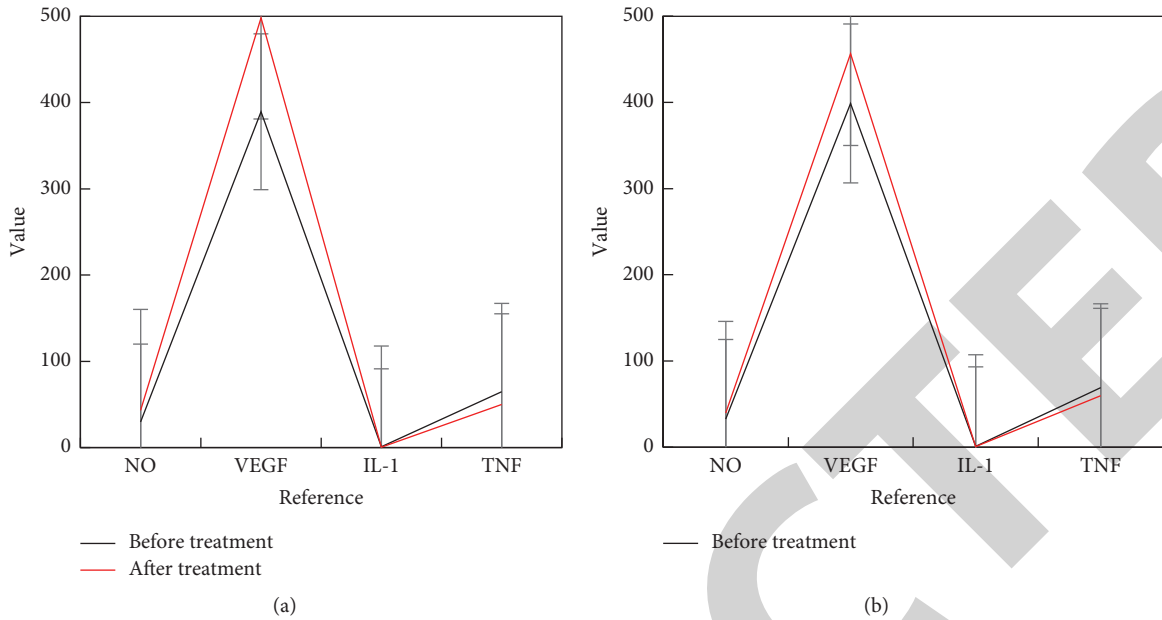 500
400
300
200
100
0
Value
NO VEGF IL-1 TNF
Reference
Before treatment
After treatment
(a)
500
400
300
200
100
0
Value
NO VEGF IL-1 TNF
Reference
Before treatment
(b)
CTE